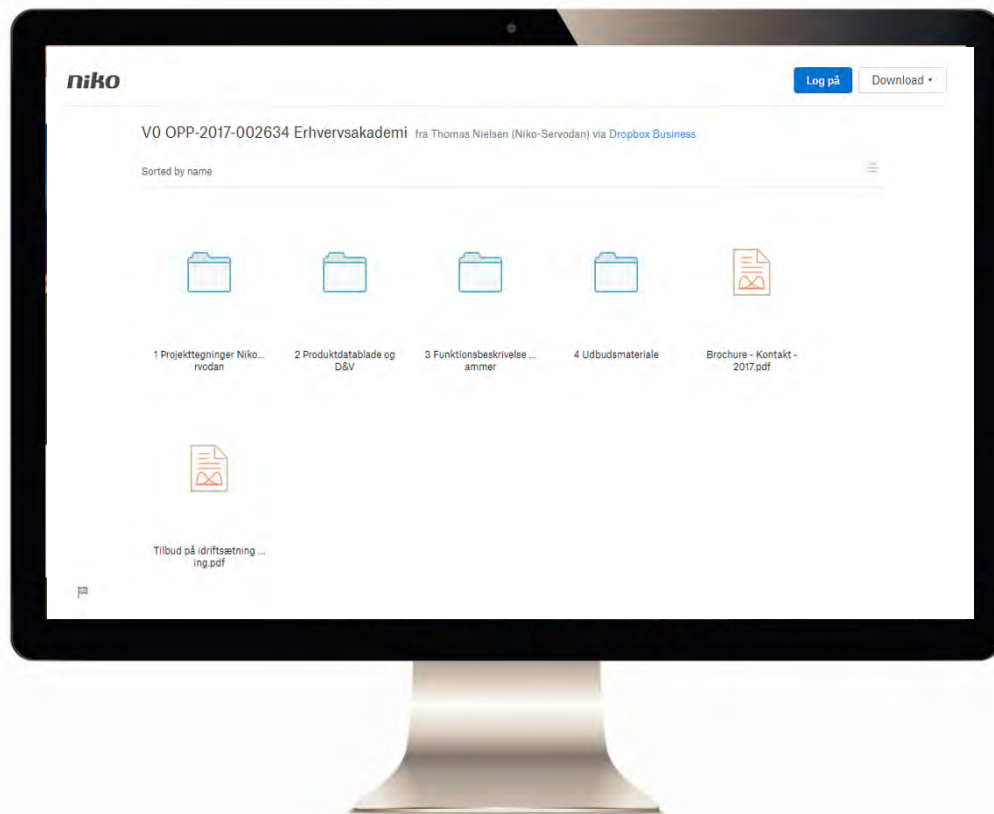 niko
Log på
Download
V0 OPP-2017-002634 Erhvervsakademi fra Thomas Nielsen (Niko-Servodan) via Dropbox Business
Sorted by name
1 Projekttegninger Niko...
rvodan
2 Produktdatablade og
D&V
3 Funktionsbeskrivelse ...
ammer
4 Udbudsmateriale
Brochure - Kontakt -
2017.pdf
Tilbud på idriftsætning ...
ing.pdf